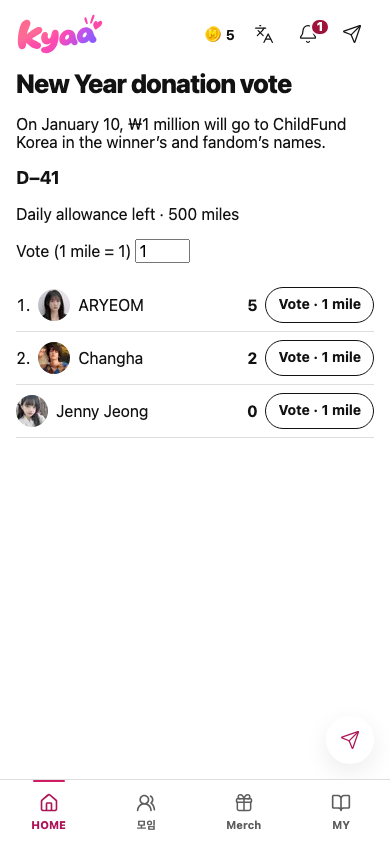 kyaa
5
1
New Year donation vote
On January 10, ₩1 million will go to ChildFund
Korea in the winner’s and fandom’s names.
D–41
Daily allowance left · 500 miles
Vote (1 mile = 1) 1
1. ARYEOM 5 Vote · 1 mile
2. Changha 2 Vote · 1 mile
Jenny Jeong 0 Vote · 1 mile
HOME 모임 Merch MY